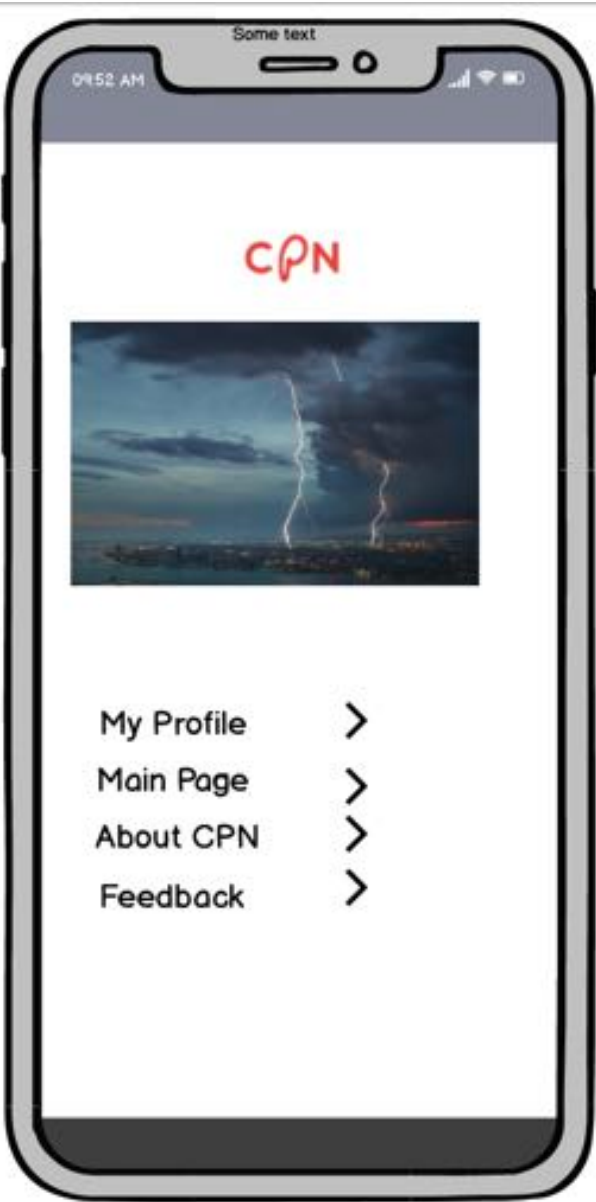 Some text
09:52 AM
CPN
My Profile >
Main Page >
About CPN >
Feedback >